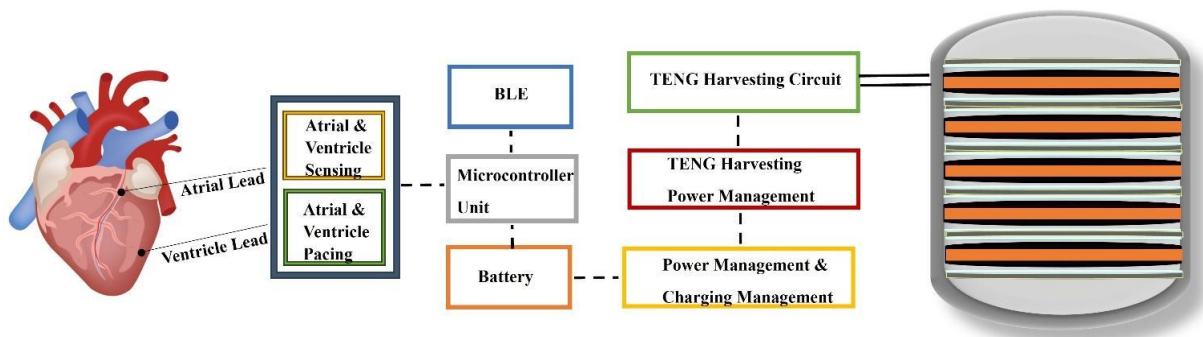 Atrial Lead
Ventricle Lead
Atrial &
Ventricle
Sensing
Atrial &
Ventricle
Pacing
BLE
Microcontroller
Unit
Battery
TENG Harvesting Circuit
TENG Harvesting
Power Management
Power Management &
Charging Management